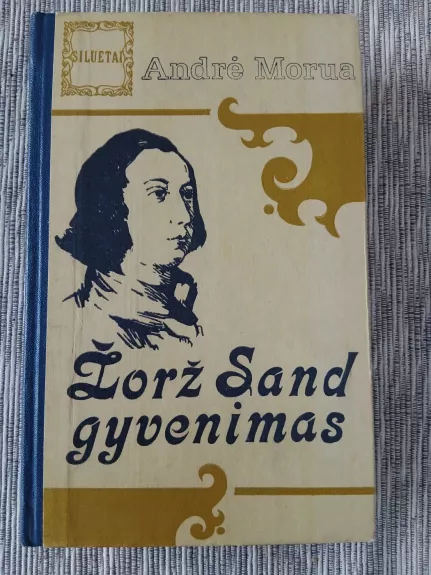 SILUETAI
Andrė Morua
Žorž Sand
gyvenimas